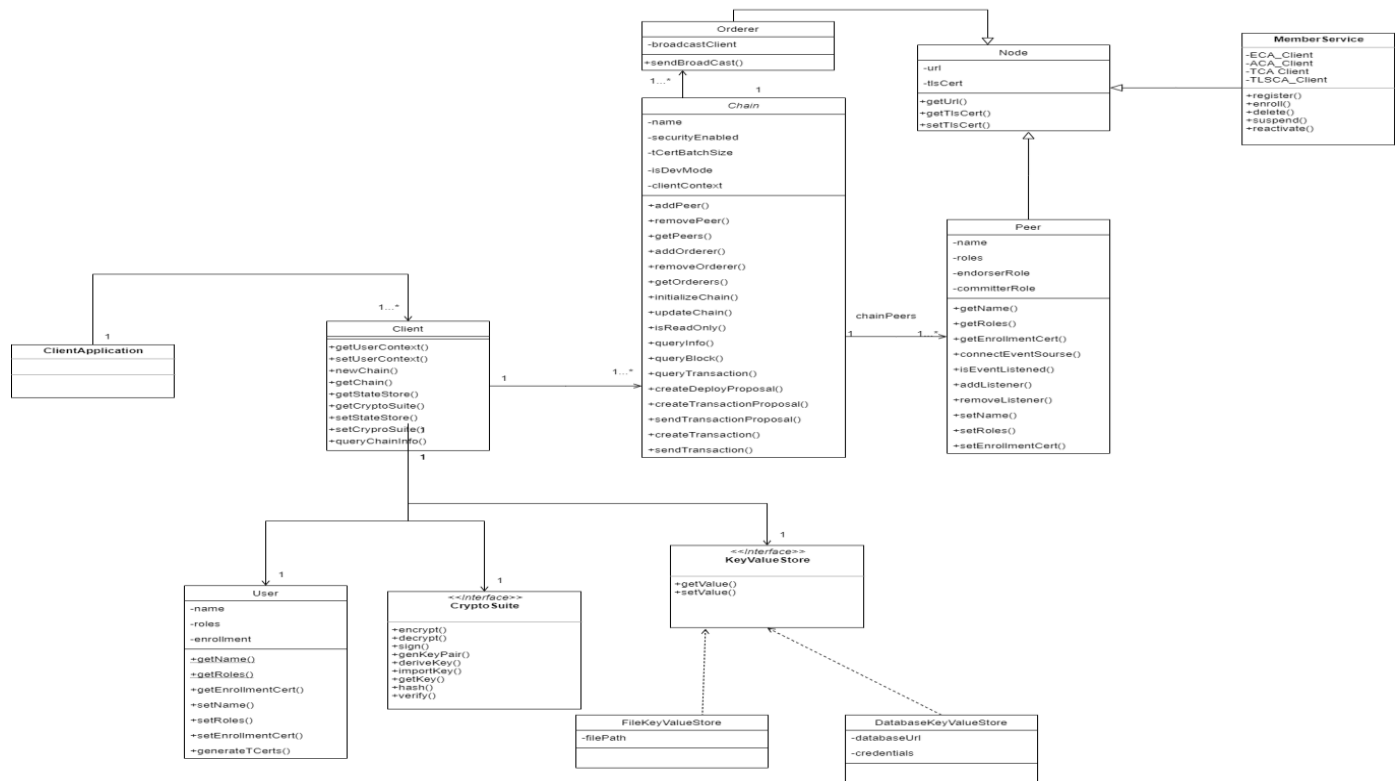 Orderer
-broadcastClient
+sendBroadCast()
1...*
1
Node
-url
-tlsCert
+getUrl()
+getTlsCert()
+setTlsCert()
MemberService
-ECA_Client
-ACA_Client
-TCA Client
-TLSCA_Client
+register()
+enroll()
+delete()
+suspend()
+reactivate()
Chain
-name
-securityEnabled
-tCertBatchSize
-isDevMode
-clientContext
+addPeer()
+removePeer()
+getPeers()
+addOrderer()
+removeOrderer()
+getOrderers()
+initializeChain()
+updateChain()
+isReadOnly()
+queryInfo()
+queryBlock()
+queryTransaction()
+createDeployProposal()
+createTransactionProposal()
+sendTransactionProposal()
+createTransaction()
+sendTransaction()
chainPeers
1
1...*
Peer
-name
-roles
-endorserRole
-committerRole
+getName()
+getRoles()
+getEnrollmentCert()
+connectEventSourse()
+isEventListened()
+addListener()
+removeListener()
+setName()
+setRoles()
+setEnrollmentCert()
1...*
1
ClientApplication
Client
+getUserContext()
+setUserContext()
+newChain()
+getChain()
+getStateStore()
+getCryptoSuite()
+setStateStore()
+setCryproSuite()
+queryChainInfo()
1
1...*
1
1
1
1
1
User
-name
-roles
-enrollment
+getName()
+getRoles()
+getEnrollmentCert()
+setName()
+setRoles()
+setEnrollmentCert()
+generateTCerts()
<<Interface>>
CryptoSuite
+encrypt()
+decrypt()
+sign()
+genKeyPair()
+deriveKey()
+importKey()
+getKey()
+hash()
+verify()
<<Interface>>
KeyValueStore
+getValue()
+setValue()
FileKeyValueStore
-filePath
DatabaseKeyValueStore
-databaseUrl
-credentials